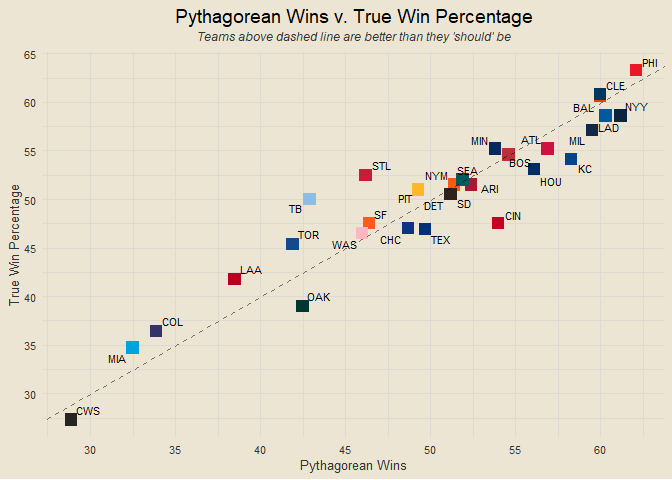 Pythagorean Wins v. True Win Percentage
Teams above dashed line are better than they 'should' be
True Win Percentage
65
60
55
50
45
40
35
30
PHI
CLE
BAL
NYY
LAD
MIN
ATL
MIL
BOS
KC
HOU
STL
NYM
SEA
ARI
PIT
DET
SD
TB
SF
CIN
TOR
WAS
CHC
TEX
LAA
OAK
COL
MIA
CWS
30
35
40
45
50
55
60
Pythagorean Wins